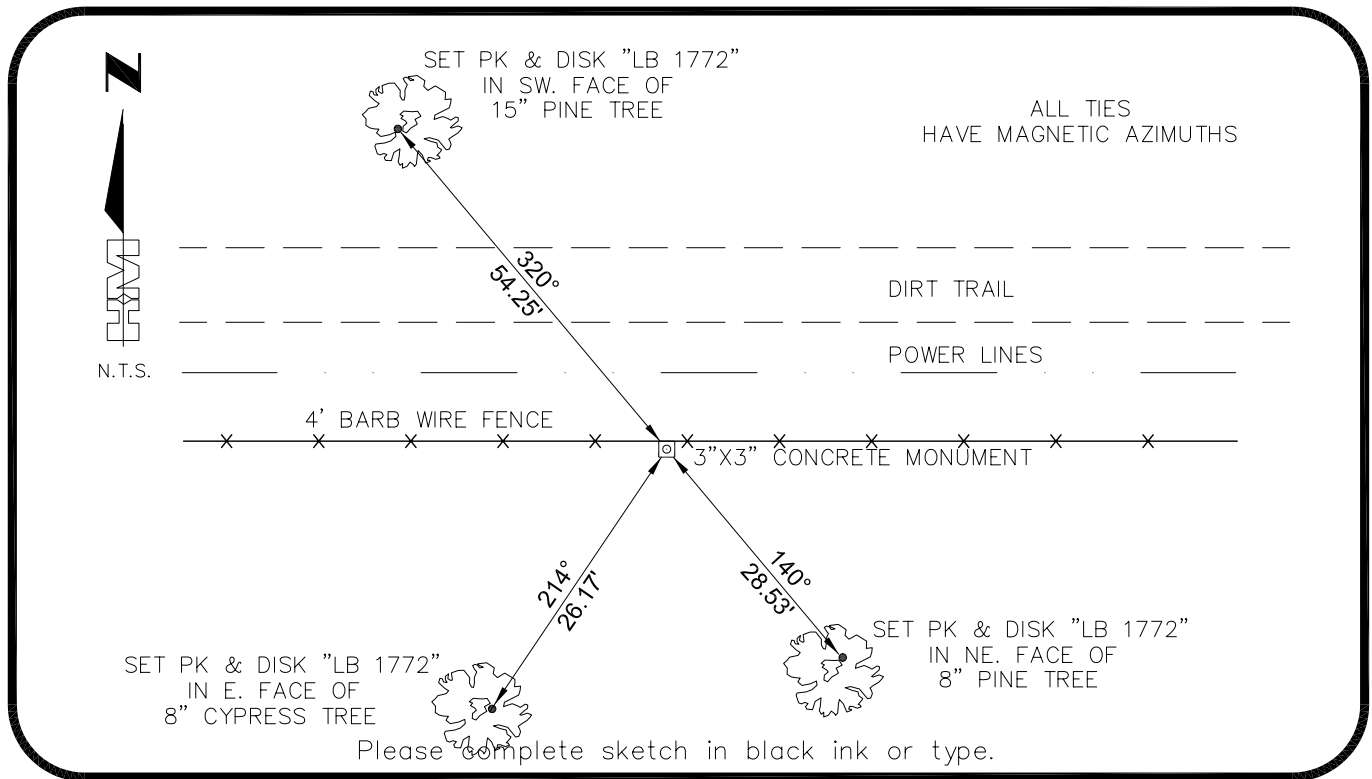 N
SET PK & DISK "LB 1772"
IN SW. FACE OF
15" PINE TREE
ALL TIES
HAVE MAGNETIC AZIMUTHS
320°
54.25'
DIRT TRAIL
POWER LINES
N.T.S.
4' BARB WIRE FENCE
3"X3" CONCRETE MONUMENT
214°
26.17'
140°
28.53'
SET PK & DISK "LB 1772"
IN NE. FACE OF
8" PINE TREE
SET PK & DISK "LB 1772"
IN E. FACE OF
8" CYPRESS TREE
Please complete sketch in black ink or type.